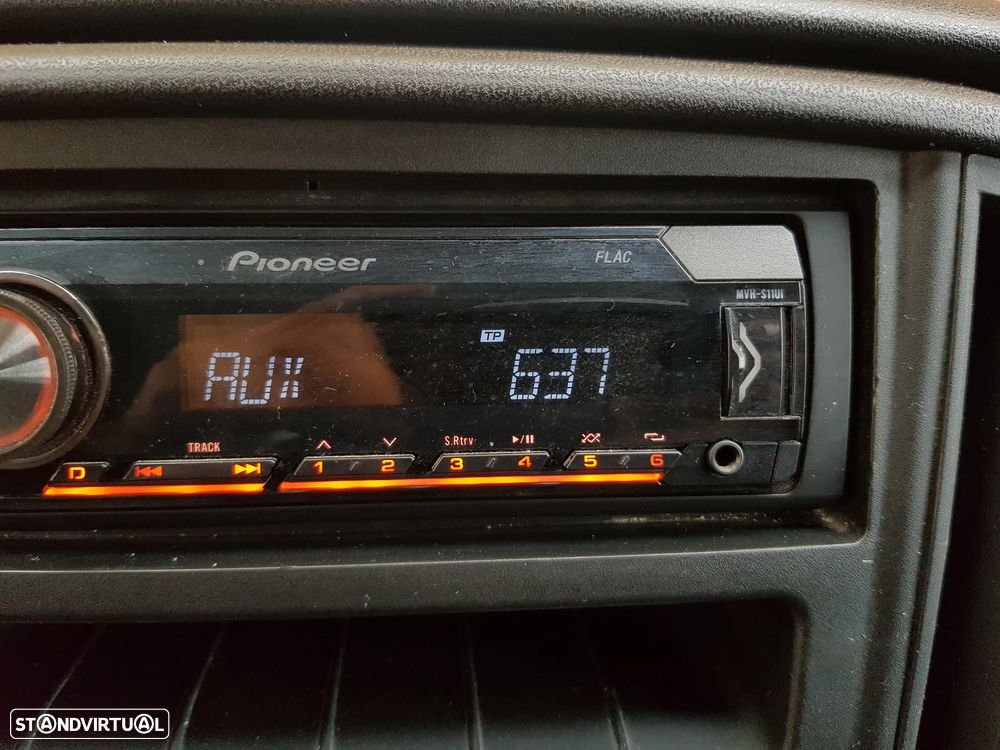 Pioneer FLAC
MVH-S110UI
TP
AUX 637
TRACK S.Rtrv
D 1 2 3 4 5 6
STANDVIRTUAL